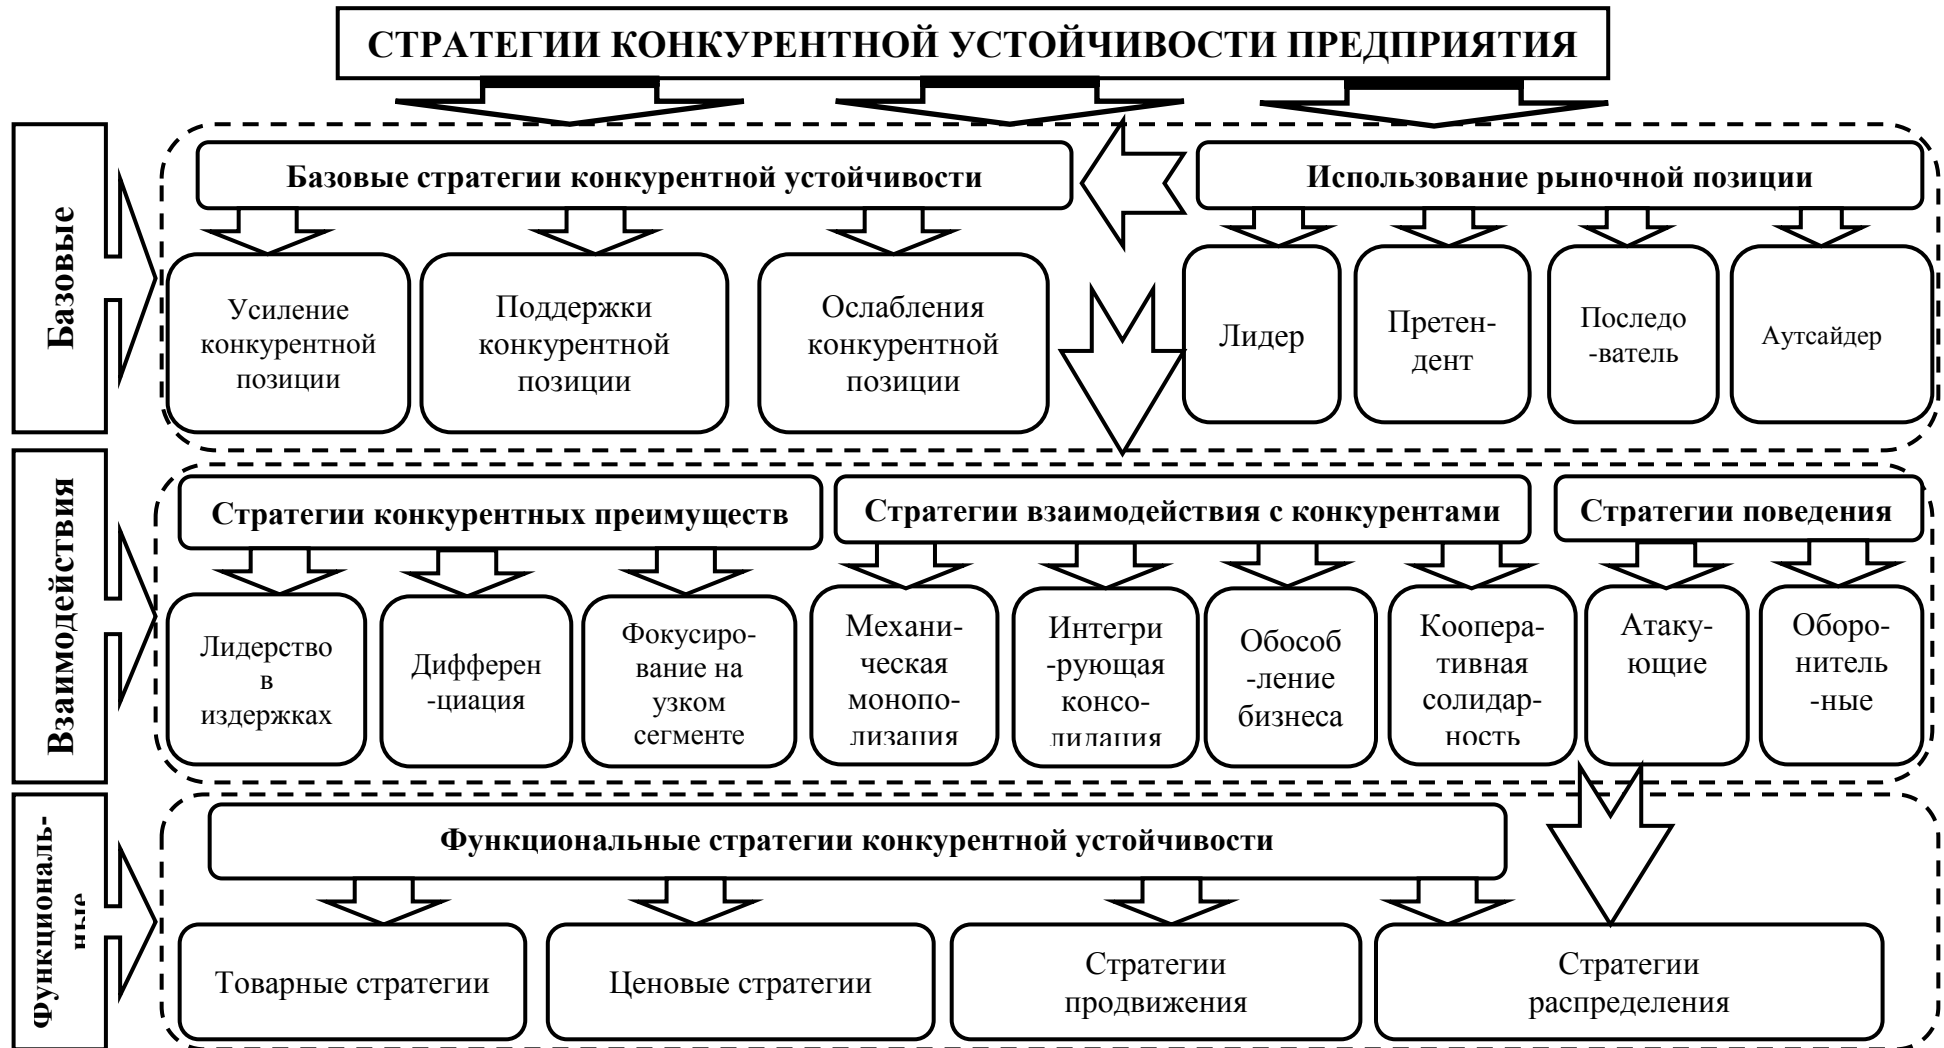 СТРАТЕГИИ КОНКУРЕНТНОЙ УСТОЙЧИВОСТИ ПРЕДПРИЯТИЯ
Базовые
Базовые стратегии конкурентной устойчивости
Использование рыночной позиции
Усиление
конкурентной
позиции
Поддержки
конкурентной
позиции
Ослабления
конкурентной
позиции
Лидер
Претен-
дент
Последо
-ватель
Аутсайдер
Взаимодействия
Стратегии конкурентных преимуществ
Стратегии взаимодействия с конкурентами
Стратегии поведения
Лидерство
в
издержках
Дифферен
-циация
Фокусиро-
вание на
узком
сегменте
Механи-
ческая
монопо-
лизация
Интегри
-рующая
консо-
лидация
Обособ
-ление
бизнеса
Коопера-
тивная
солидар-
ность
Атаку-
ющие
Оборо-
нитель
-ные
Функциональ-
ные
Функциональные стратегии конкурентной устойчивости
Товарные стратегии
Ценовые стратегии
Стратегии
продвижения
Стратегии
распределения